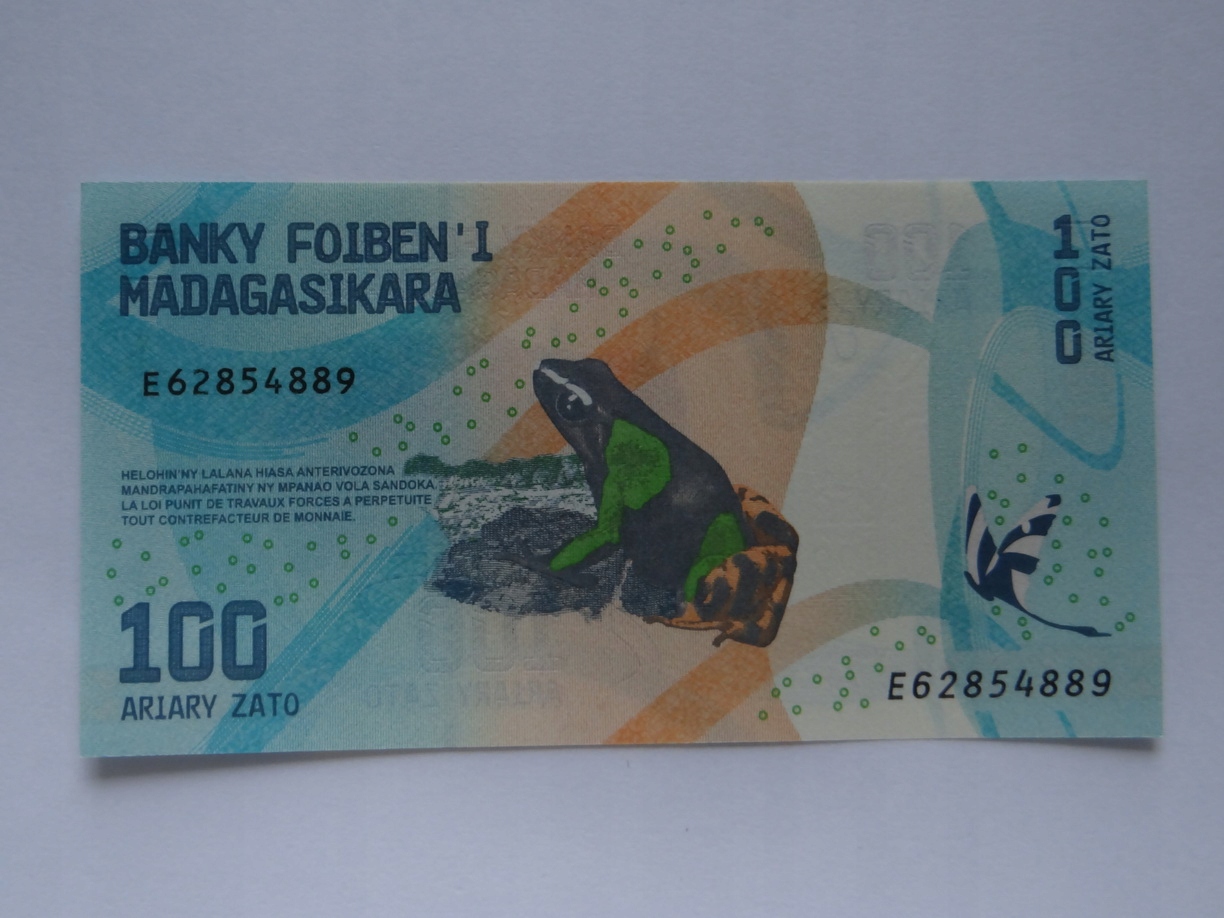 BANKY FOIBEN'I
MADAGASIKARA
E62854889
HELOHIN'NY LALANA HIASA ANTERIVOZONA
MANDRAPAHAFATINY NY MPANAO VOLA SANDOKA
LA LOI PUNIT DE TRAVAUX FORCES A PERPETUITE
TOUT CONTREFACTEUR DE MONNAIE.
100
ARIARY ZATO
100
ARIARY ZATO
E62854889